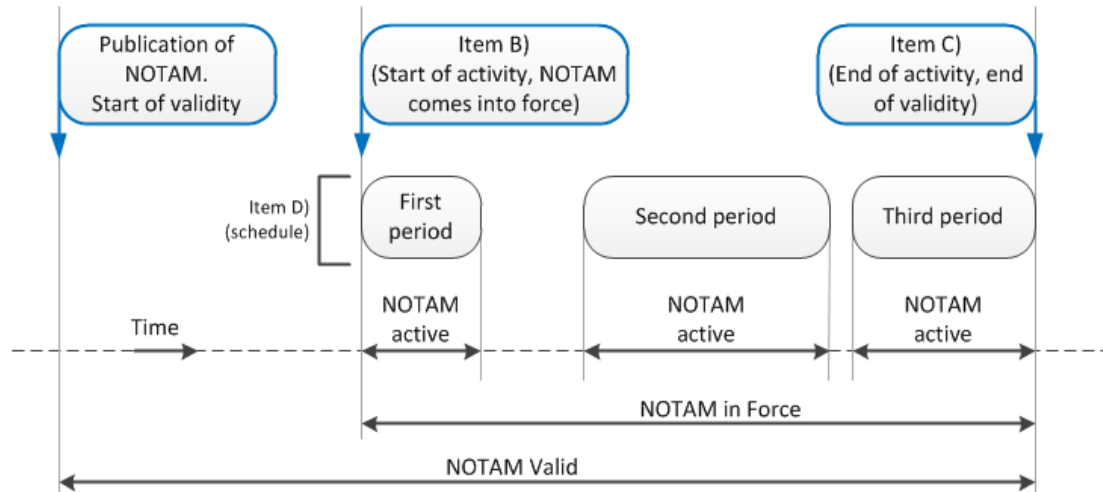 Publication of
NOTAM.
Start of validity
Item B)
(Start of activity, NOTAM
comes into force)
Item C)
(End of activity, end
of validity)
Item D)
(schedule)
First
period
Second period
Third period
Time
NOTAM
active
NOTAM
active
NOTAM
active
NOTAM in Force
NOTAM Valid